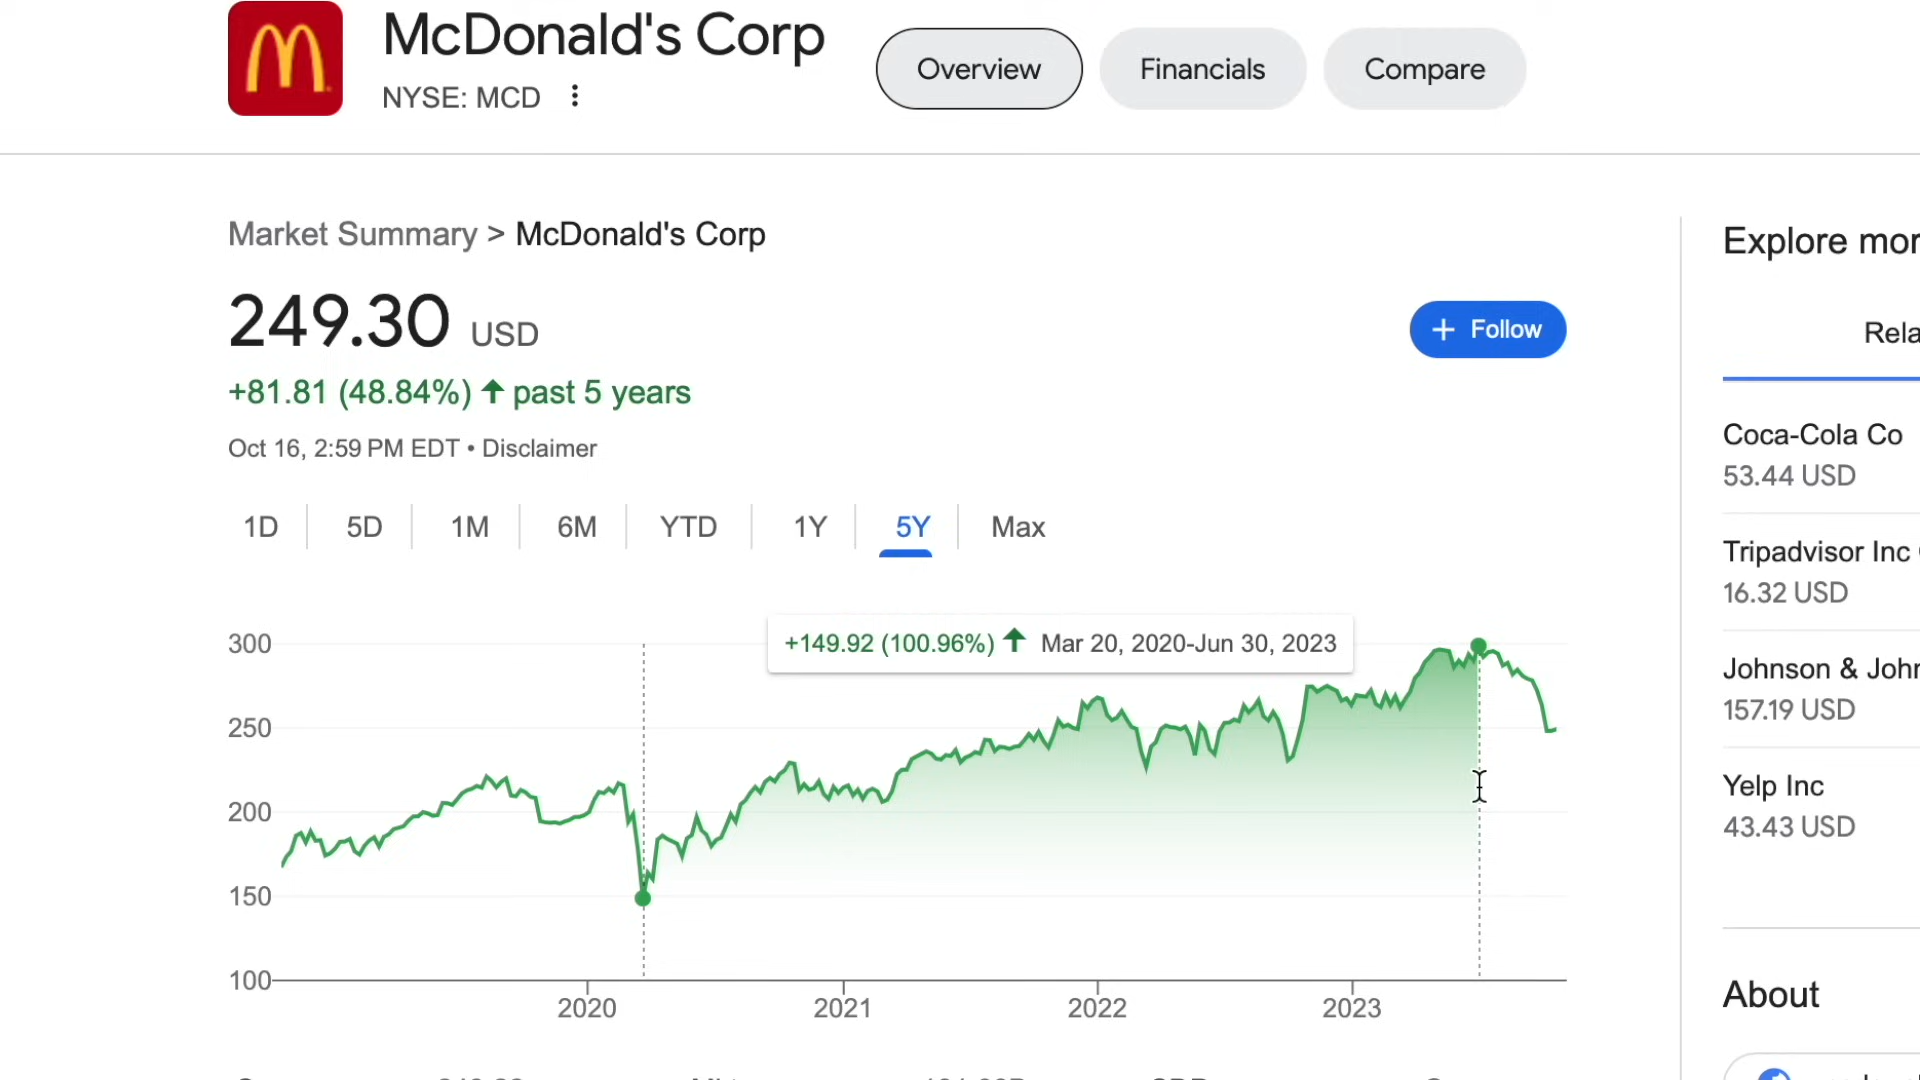 McDonald's Corp
NYSE: MCD
Overview
Financials
Compare
Market Summary > McDonald's Corp
249.30 USD
+ Follow
+81.81 (48.84%) ↑ past 5 years
Oct 16, 2:59 PM EDT • Disclaimer
1D 5D 1M 6M YTD 1Y 5Y Max
+149.92 (100.96%) ↑ Mar 20, 2020-Jun 30, 2023
300
250
200
150
100
2020 2021 2022 2023
Explore
Coca-Cola Co
53.44 USD
Tripadvisor Inc
16.32 USD
Johnson &
157.19 USD
Yelp Inc
43.43 USD
About